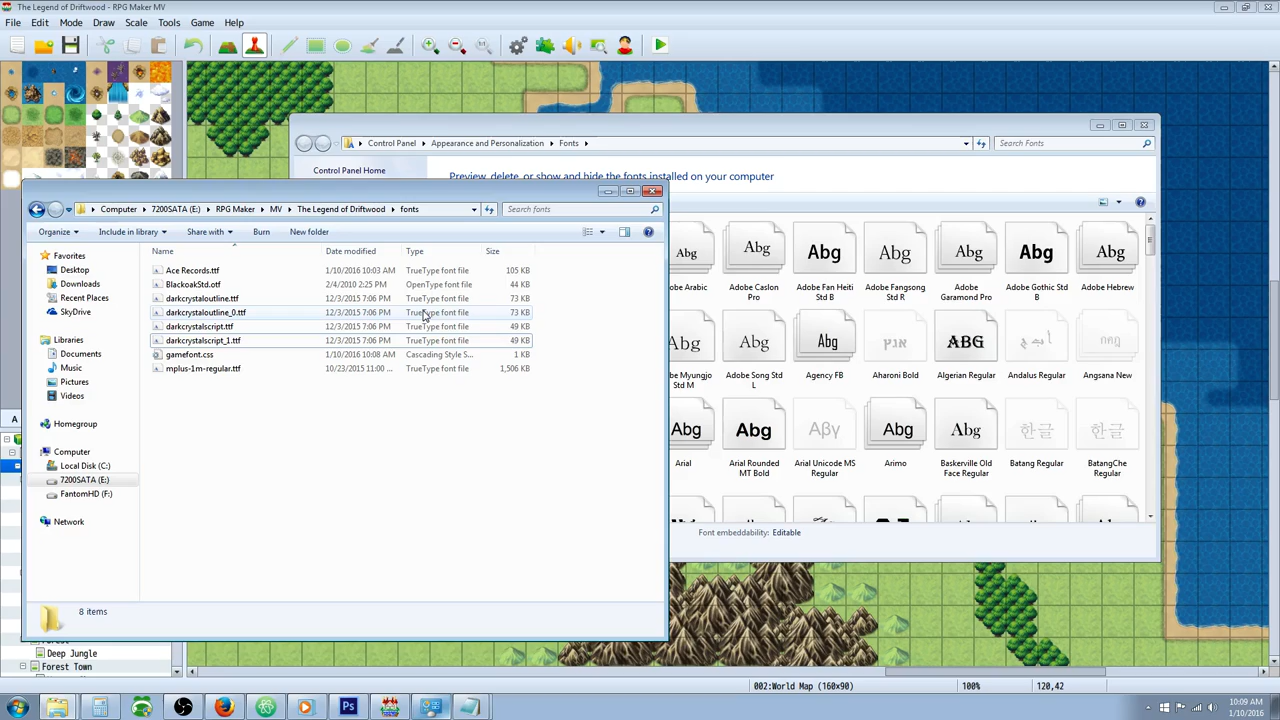 The Legend of Driftwood - RPG Maker MV
File Edit Mode Draw Scale Tools Game Help
Control Panel Appearance and Personalization Fonts Search Fonts
Control Panel Home Preview, delete, or show and hide the fonts installed on your computer
Computer 7200SATA (E:) RPG Maker MV The Legend of Driftwood fonts Search fonts
Organize Include in library Share with Burn New folder
Name Date modified Type Size
Favorites
Desktop
Downloads
Recent Places
SkyDrive
Libraries
Documents
Music
Pictures
Videos
Homegroup
Computer
Local Disk (C:)
7200SATA (E:)
FantomHD (F:)
Network
Ace Records.ttf 1/10/2016 10:03 AM TrueType font file 105 KB
BlackoakStd.otf 2/4/2010 2:25 PM OpenType font file 44 KB
darkcrystaloutline.ttf 12/3/2015 7:06 PM TrueType font file 73 KB
darkcrystaloutline_0.ttf 12/3/2015 7:06 PM TrueType font file 73 KB
darkcrystalscript.ttf 12/3/2015 7:06 PM TrueType font file 49 KB
darkcrystalscript_1.ttf 12/3/2015 7:06 PM TrueType font file 49 KB
gamefont.css 1/10/2016 10:08 AM Cascading Style S... 1 KB
mplus-1m-regular.ttf 10/23/2015 11:00 ... TrueType font file 1,506 KB
8 items
Abg Abg Abg Abg Abg Abg Abg
Arabic Adobe Caslon Pro Adobe Fan Heiti Std B Adobe Fangsong Std R Adobe Garamond Pro Adobe Gothic Std B Adobe Hebrew
Abg Abg Abg ABG Abg
Adobe Myungjo Std M Adobe Song Std L Agency FB Aharoni Bold Algerian Regular Andalus Regular Angsana New
Abg Abg Αβγ Abg Abg 한글 한글
Arial Arial Rounded MT Bold Arial Unicode MS Regular Arimo Baskerville Old Face Regular Batang Regular BatangChe Regular
Font embeddability: Editable
A
Deep Jungle
Forest Town
002:World Map (160x90) 100% 120,42
10:09 AM
1/10/2016